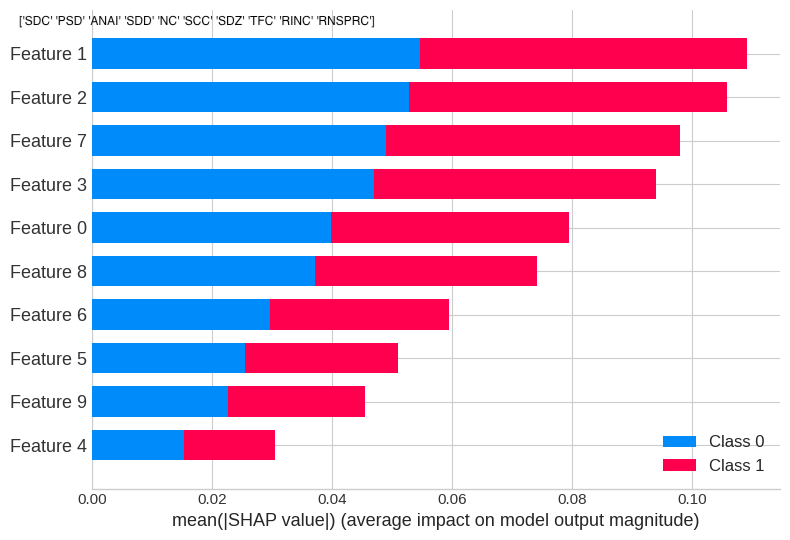 ['SDC' 'PSD' 'ANAI' 'SDD' 'NC' 'SCC' 'SDZ' 'TFC' 'RINC' 'RNSPRC']
Feature 1
Feature 2
Feature 7
Feature 3
Feature 0
Feature 8
Feature 6
Feature 5
Feature 9
Feature 4
Class 0
Class 1
0.00 0.02 0.04 0.06 0.08 0.10
mean(|SHAP value|) (average impact on model output magnitude)